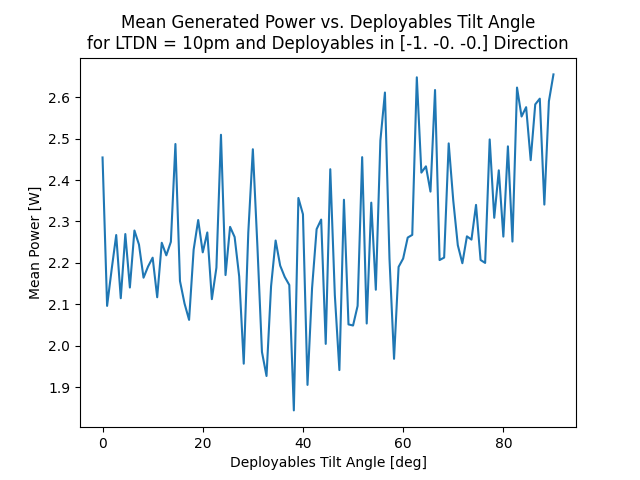 Mean Generated Power vs. Deployables Tilt Angle
for LTDN = 10pm and Deployables in [-1. -0. -0.] Direction
Mean Power [W]
2.6
2.5
2.4
2.3
2.2
2.1
2.0
1.9
0 20 40 60 80
Deployables Tilt Angle [deg]